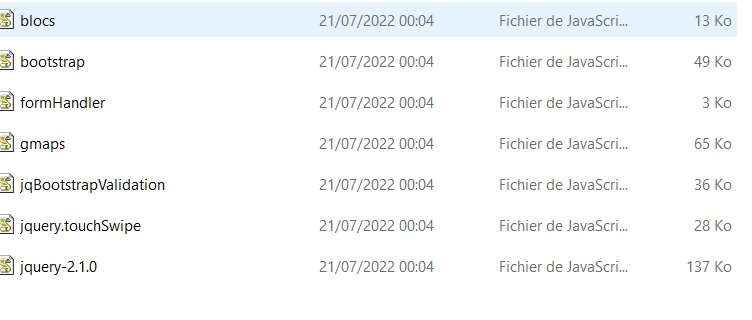 blocs 21/07/2022 00:04 Fichier de JavaScri... 13 Ko
bootstrap 21/07/2022 00:04 Fichier de JavaScri... 49 Ko
formHandler 21/07/2022 00:04 Fichier de JavaScri... 3 Ko
gmaps 21/07/2022 00:04 Fichier de JavaScri... 65 Ko
jqBootstrapValidation 21/07/2022 00:04 Fichier de JavaScri... 36 Ko
jquery.touchSwipe 21/07/2022 00:04 Fichier de JavaScri... 28 Ko
jquery-2.1.0 21/07/2022 00:04 Fichier de JavaScri... 137 Ko